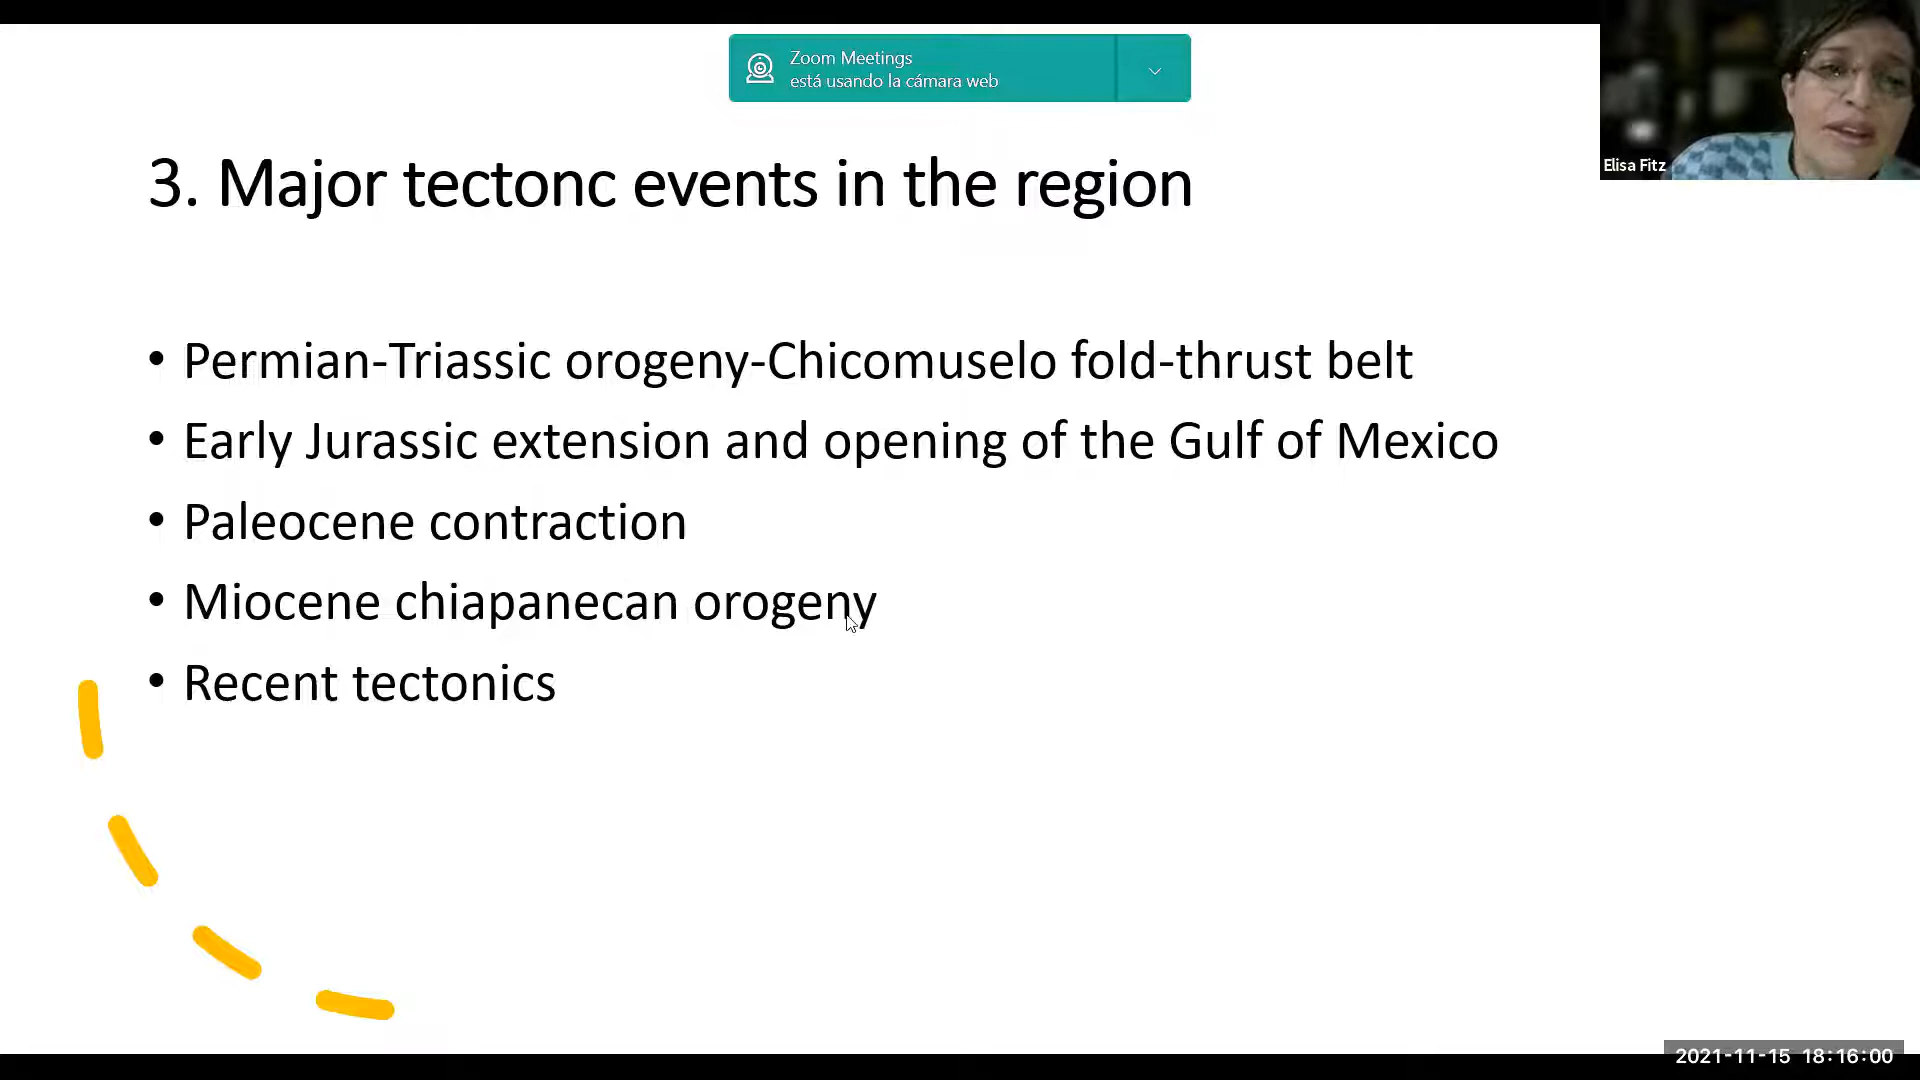 Zoom Meetings
está usando la cámara web
Elisa Fitz
3. Major tectonc events in the region
• Permian-Triassic orogeny-Chicomuselo fold-thrust belt
• Early Jurassic extension and opening of the Gulf of Mexico
• Paleocene contraction
• Miocene chiapanecan orogeny
• Recent tectonics
2021-11-15 18:16:00